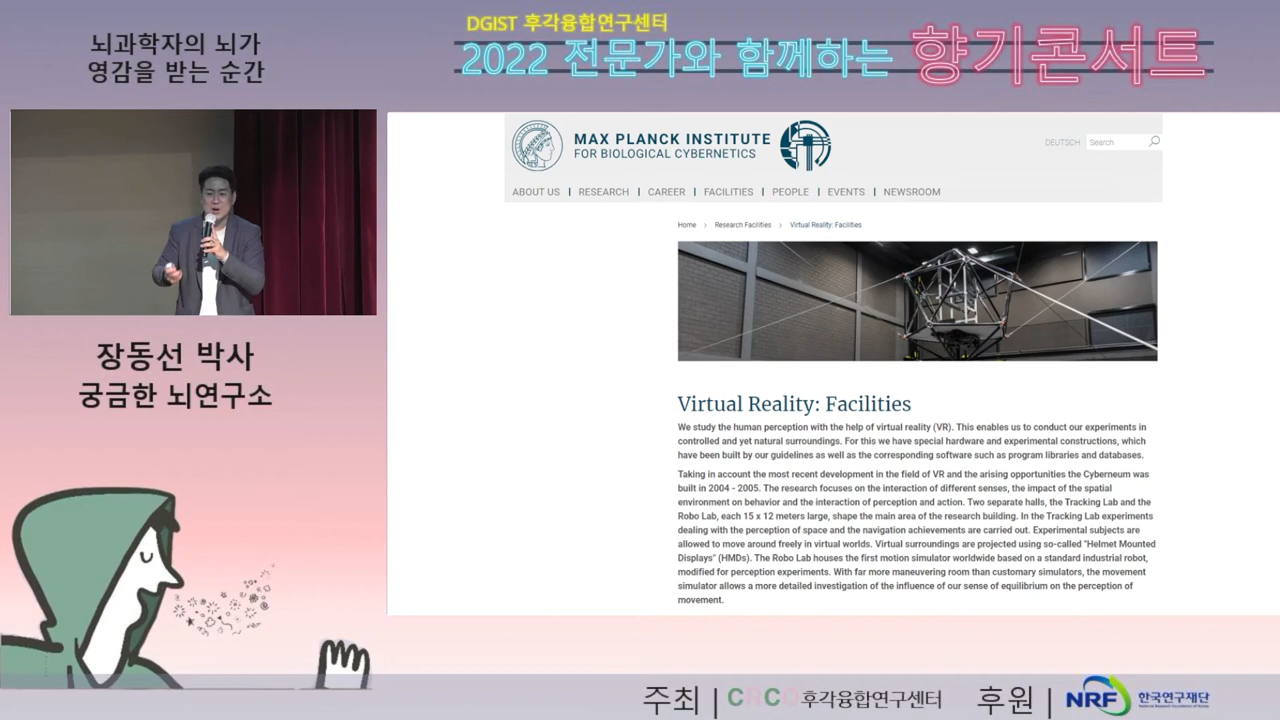 뇌과학자의 뇌가
영감을 받는 순간
DGIST 후각융합연구센터
2022 전문가와 함께하는 향기콘서트
MAX PLANCK INSTITUTE
FOR BIOLOGICAL CYBERNETICS
DEUTSCH
Search
ABOUT US | RESEARCH | CAREER | FACILITIES | PEOPLE | EVENTS | NEWSROOM
Home > Research Facilities > Virtual Reality: Facilities
장동선 박사
궁금한 뇌연구소
Virtual Reality: Facilities
We study the human perception with the help of virtual reality (VR). This enables us to conduct our experiments in
controlled and yet natural surroundings. For this we have special hardware and experimental constructions, which
have been built by our guidelines as well as the corresponding software such as program libraries and databases.
Taking in account the most recent development in the field of VR and the arising opportunities the Cyberneum was
built in 2004 - 2005. The research focuses on the interaction of different senses, the impact of the spatial
environment on behavior and the interaction of perception and action. Two separate halls, the Tracking Lab and the
Robo Lab, each 15 x 12 meters large, shape the main area of the research building. In the Tracking Lab experiments
dealing with the perception of space and the navigation achievements are carried out. Experimental subjects are
allowed to move around freely in virtual worlds. Virtual surroundings are projected using so-called "Helmet Mounted
Displays" (HMDs). The Robo Lab houses the first motion simulator worldwide based on a standard industrial robot,
modified for perception experiments. With far more maneuvering room than customary simulators, the movement
simulator allows a more detailed investigation of the influence of our sense of equilibrium on the perception of
movement.
주최 | CRCO 후각융합연구센터 후원 | NRF 한국연구재단
National Research Foundation of Korea